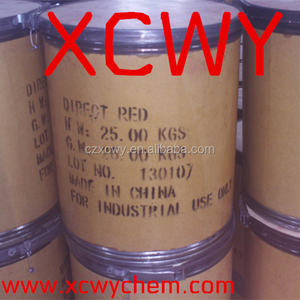 XCWY
DIRECT RED
N W: 25.00 KGS
G. W: 28.00 KGS
czxcwy.en.alibaba.com
LOT NO. 130107
MADE IN CHINA
FOR INDUSTRIAL USE ONLY
www.xcwychem.com